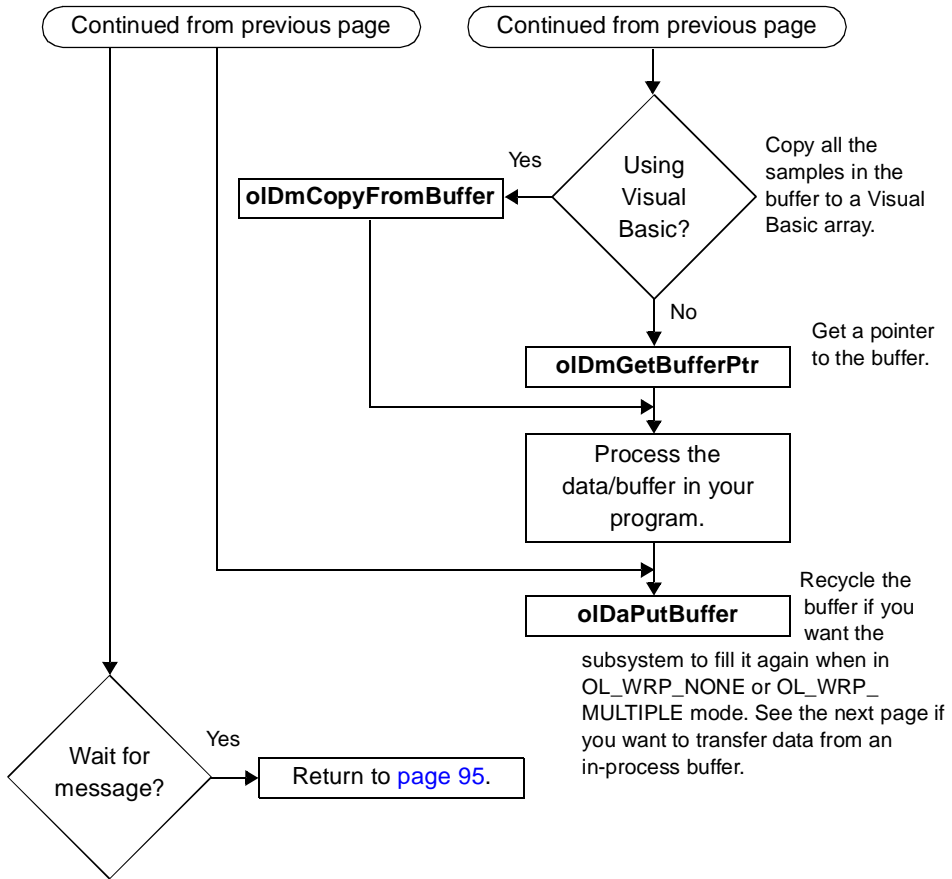 Continued from previous page
Continued from previous page
Using
Visual
Basic?
Copy all the
samples in the
buffer to a Visual
Basic array.
Yes
olDmCopyFromBuffer
No
Get a pointer
to the buffer.
olDmGetBufferPtr
Process the
data/buffer in your
program.
olDaPutBuffer
Recycle the
buffer if you
want the
subsystem to fill it again when in
OL_WRP_NONE or OL_WRP_
MULTIPLE mode. See the next page if
you want to transfer data from an
in-process buffer.
Wait for
message?
Yes
Return to page 95.